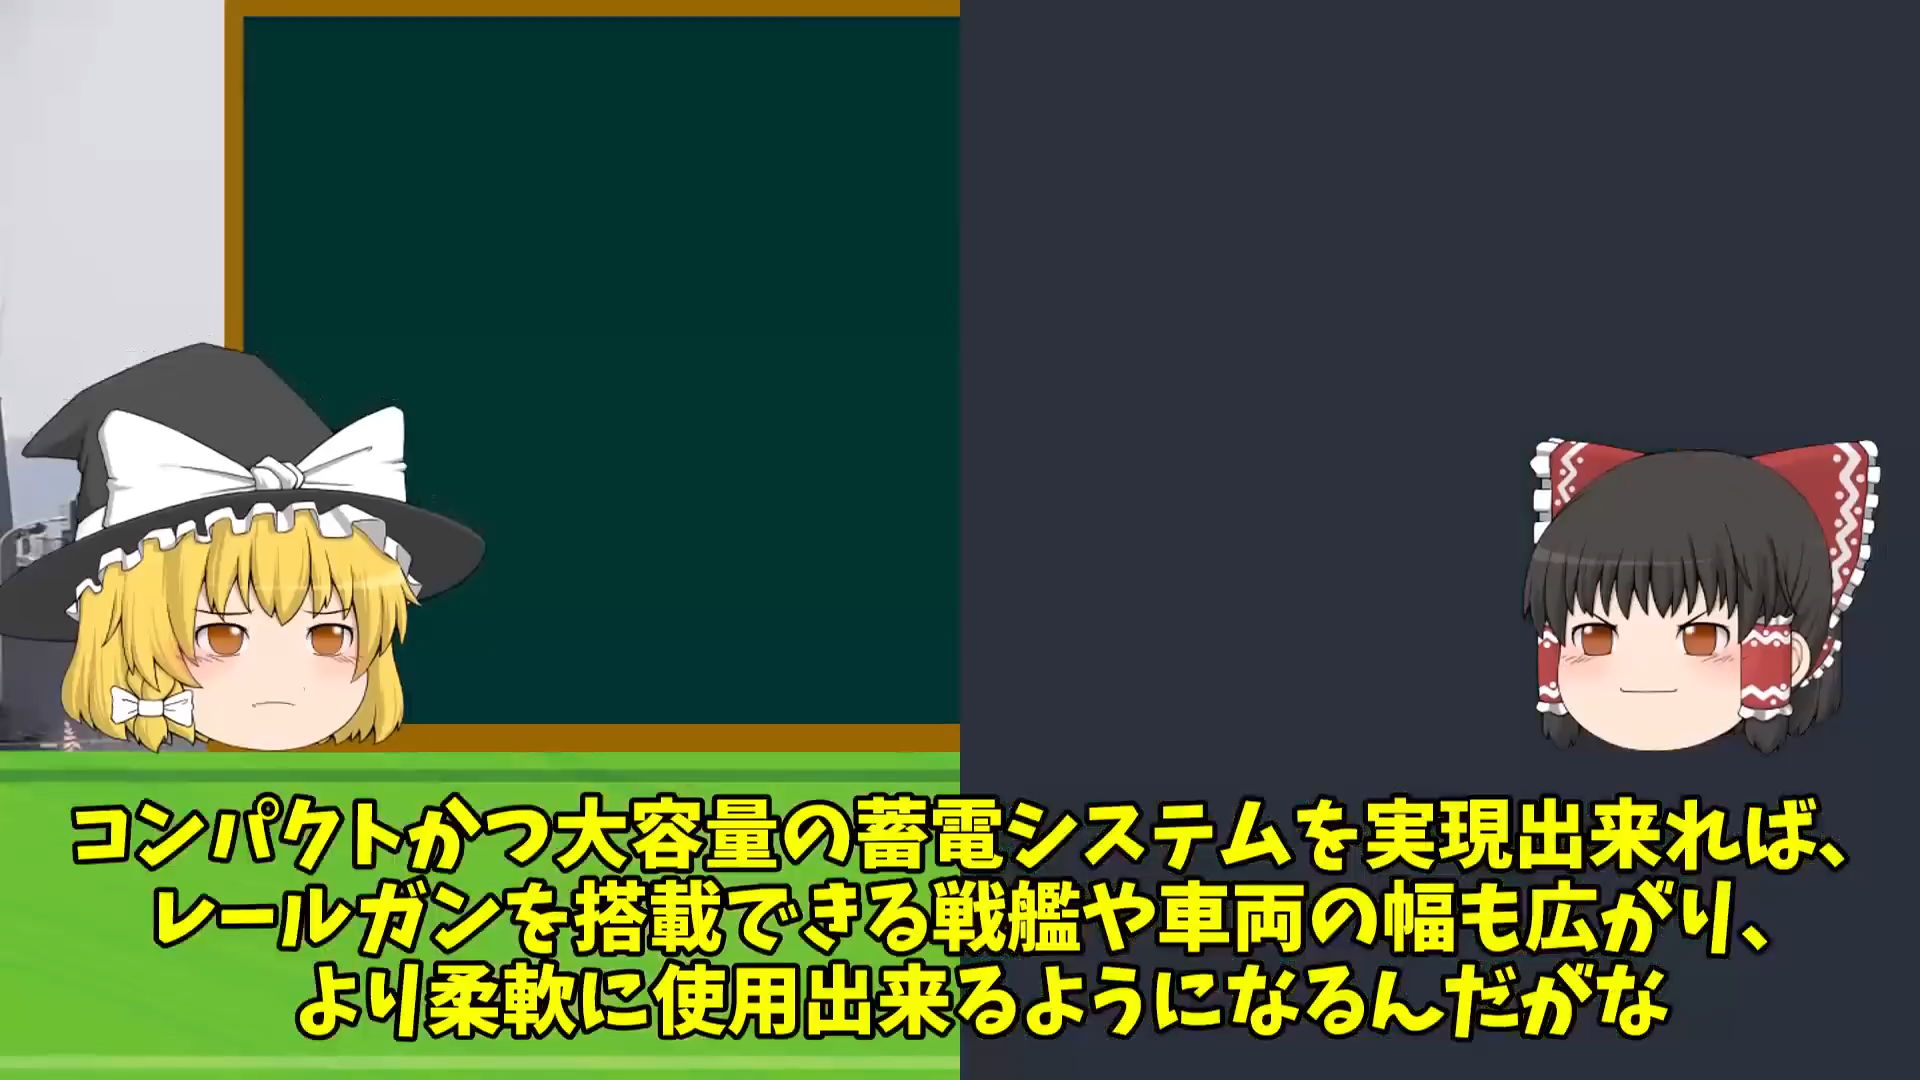 コンパクトかつ大容量の蓄電システムを実現出来れば、
レールガンを搭載できる戦艦や車両の幅も広がり、
より柔軟に使用出来るようになるんだがな